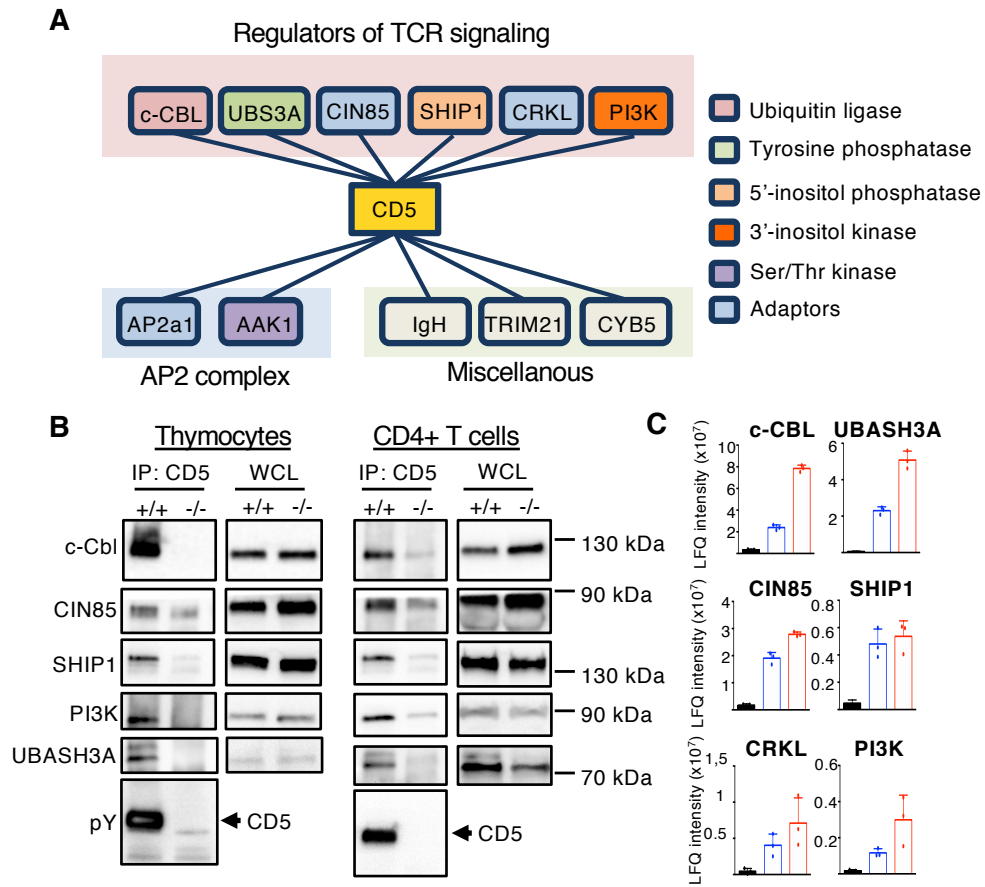 A
Regulators of TCR signaling
c-CBL UBS3A CIN85 SHIP1 CRKL PI3K
CD5
AP2a1 AAK1 IgH TRIM21 CYB5
AP2 complex Miscellanous
Ubiquitin ligase
Tyrosine phosphatase
5'-inositol phosphatase
3'-inositol kinase
Ser/Thr kinase
Adaptors
B
Thymocytes CD4+ T cells
IP: CD5 WCL IP: CD5 WCL
+/+ -/- +/+ -/- +/+ -/- +/+ -/-
c-Cbl 130 kDa
CIN85 90 kDa
SHIP1 130 kDa
PI3K 90 kDa
UBASH3A 70 kDa
pY CD5 CD5
C
c-CBL UBASH3A
LFQ intensity (x10⁷)
10
8
6
4
2
6
4
2
CIN85 SHIP1
LFQ intensity (x10⁷)
4
3
2
1
0.8
0.6
0.4
0.2
CRKL PI3K
LFQ intensity (x10⁷)
1,5
1
0.5
0.6
0.4
0.2